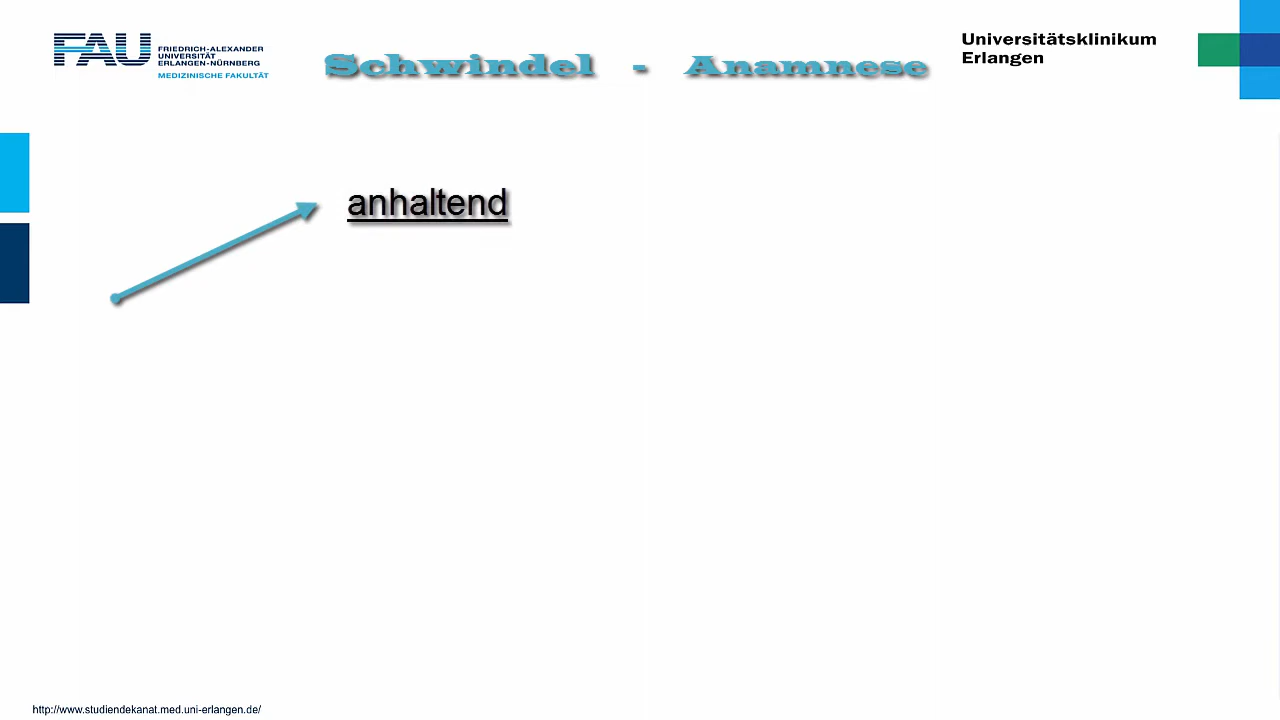 FAU
FRIEDRICH-ALEXANDER
UNIVERSITÄT
ERLANGEN-NÜRNBERG
MEDIZINISCHE FAKULTÄT
Schwindel - Anamnese
Universitätsklinikum
Erlangen
anhaltend
http://www.studiendekanat.med.uni-erlangen.de/